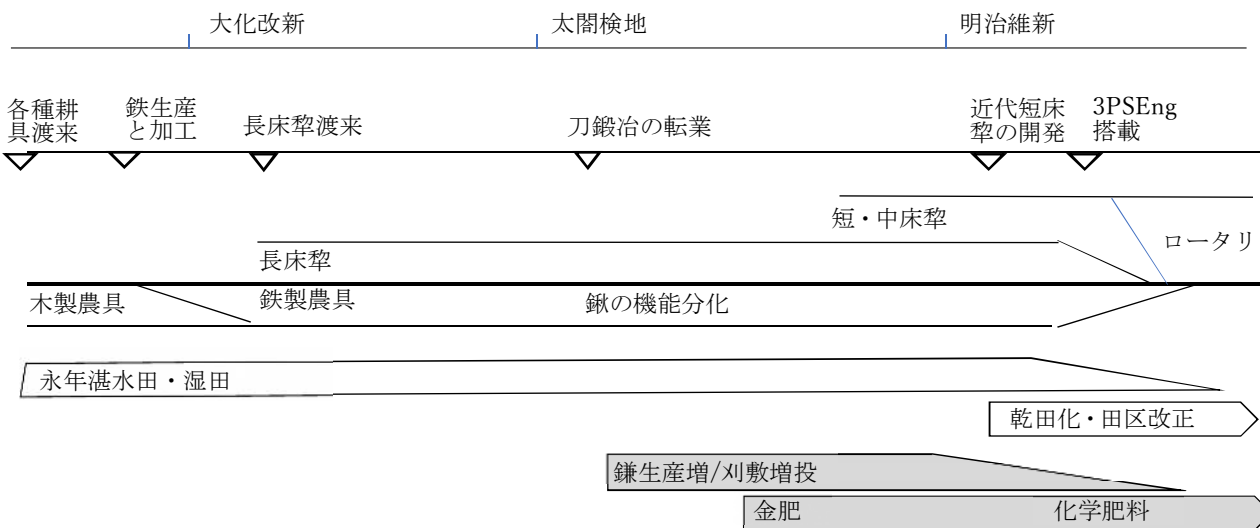 大化改新
太閤検地
明治維新
各種耕
具渡来
鉄生産
と加工
長床犂渡来
刀鍛冶の転業
近代短床
犂の開発
3PSEng
搭載
短・中床犂
ロータリ
長床犂
木製農具
鉄製農具
鍬の機能分化
永年湛水田・湿田
乾田化・田区改正
鎌生産増/刈敷増投
金肥
化学肥料